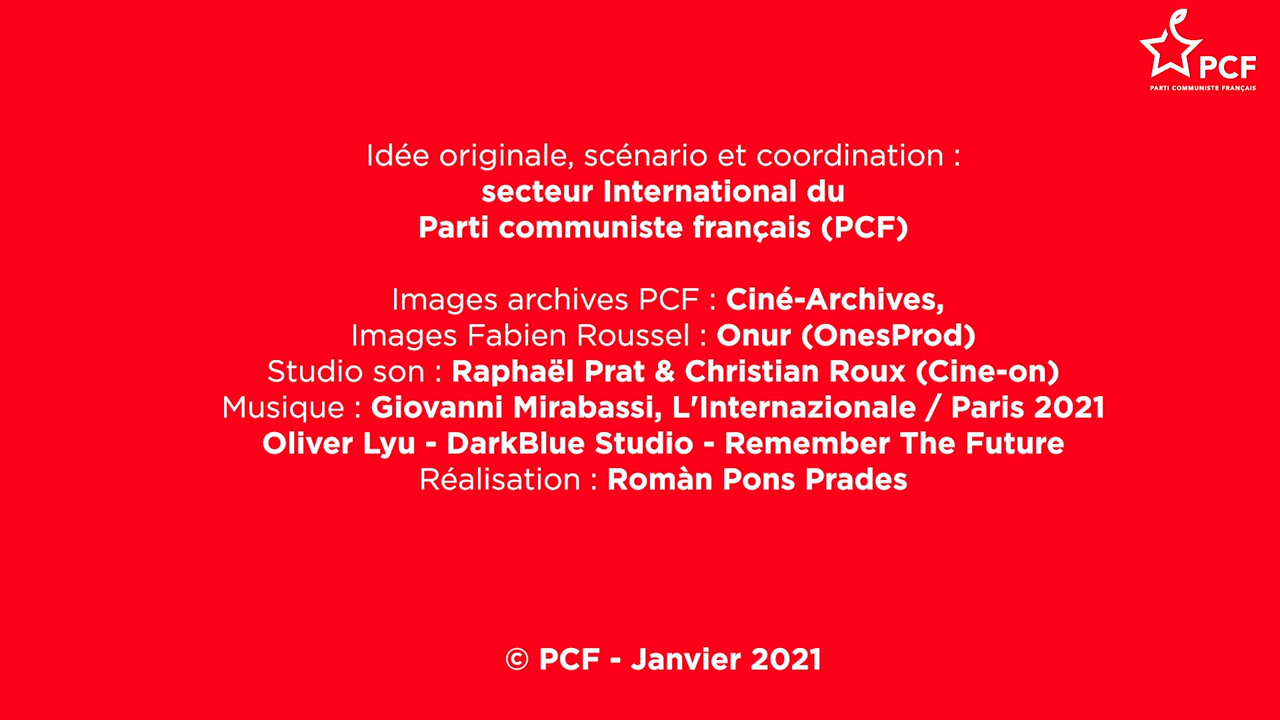 PCF
PARTI COMMUNISTE FRANÇAIS
Idée originale, scénario et coordination :
secteur International du
Parti communiste français (PCF)
Images archives PCF : Ciné-Archives,
Images Fabien Roussel : Onur (OnesProd)
Studio son : Raphaël Prat & Christian Roux (Cine-on)
Musique : Giovanni Mirabassi, L'Internazionale / Paris 2021
Oliver Lyu - DarkBlue Studio - Remember The Future
Réalisation : Romàn Pons Prades
© PCF - Janvier 2021